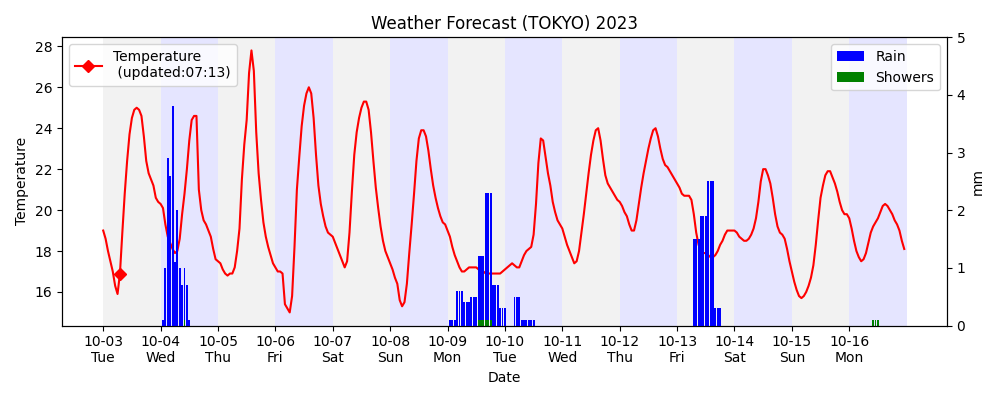 Weather Forecast (TOKYO) 2023
Temperature
(updated:07:13)
Rain
Showers
28
26
24
22
20
18
16
Temperature
5
4
3
2
1
0
mm
10-03 10-04 10-05 10-06 10-07 10-08 10-09 10-10 10-11 10-12 10-13 10-14 10-15 10-16
Tue Wed Thu Fri Sat Sun Mon Tue Wed Thu Fri Sat Sun Mon
Date